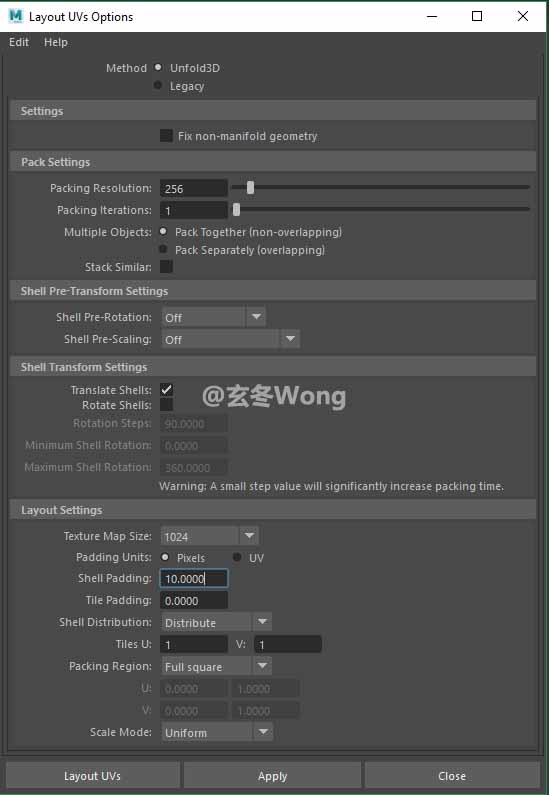 Layout UVs Options
Edit Help
Method Unfold3D
Legacy
Settings
Fix non-manifold geometry
Pack Settings
Packing Resolution: 256
Packing Iterations: 1
Multiple Objects: Pack Together (non-overlapping)
Pack Separately (overlapping)
Stack Similar:
Shell Pre-Transform Settings
Shell Pre-Rotation: Off
Shell Pre-Scaling: Off
Shell Transform Settings
Translate Shells:
Rotate Shells:
@玄冬Wong
Rotation Steps: 90.0000
Minimum Shell Rotation: 0.0000
Maximum Shell Rotation: 360.0000
Warning: A small step value will significantly increase packing time.
Layout Settings
Texture Map Size: 1024
Padding Units: Pixels UV
Shell Padding: 10.0000
Tile Padding: 0.0000
Shell Distribution: Distribute
Tiles U: 1 V: 1
Packing Region: Full square
U: 0.0000 1.0000
V: 0.0000 1.0000
Scale Mode: Uniform
Layout UVs Apply Close